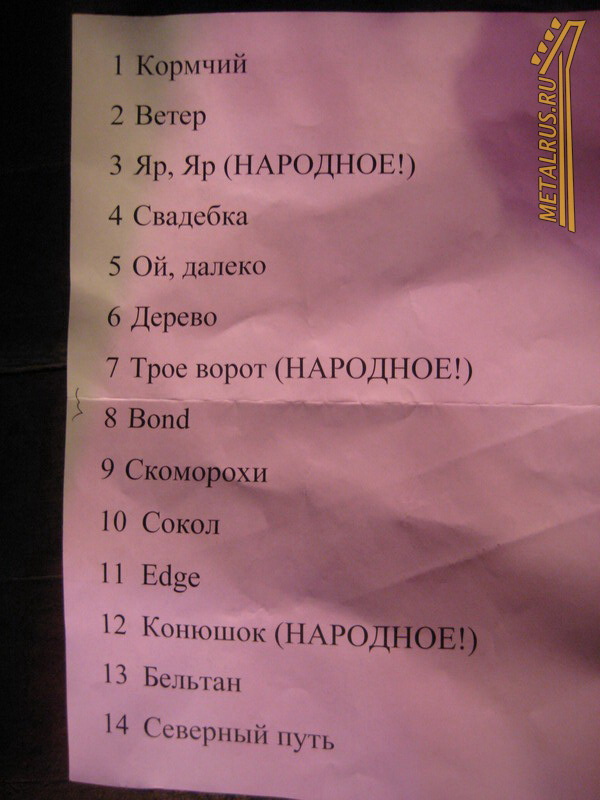 1 Кормчий
2 Ветер
3 Яр, Яр (НАРОДНОЕ!)
4 Свадебка
5 Ой, далеко
6 Дерево
7 Трое ворот (НАРОДНОЕ!)
8 Bond
9 Скоморохи
10 Сокол
11 Edge
12 Конюшок (НАРОДНОЕ!)
13 Бельтан
14 Северный путь
METALRUS.RU